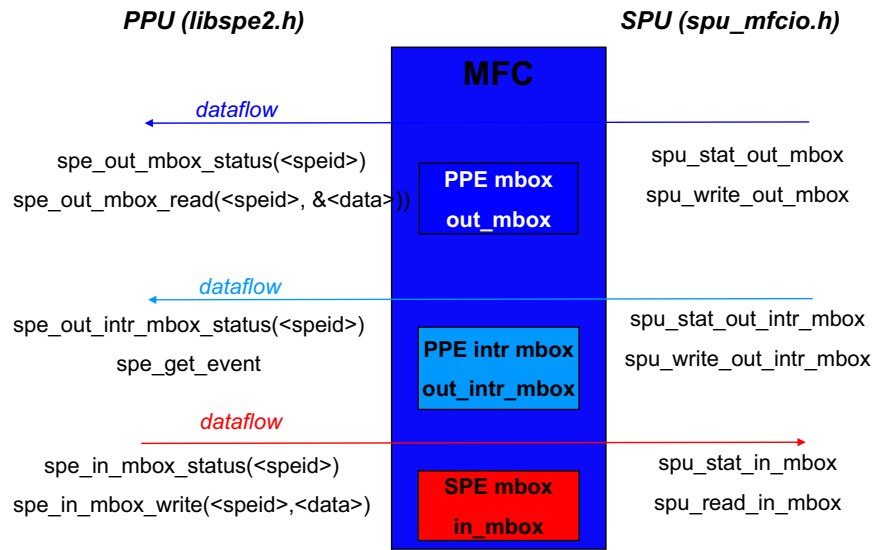 PPU (libspe2.h)
SPU (spu_mfcio.h)
MFC
dataflow
spe_out_mbox_status(<speid>)
spe_out_mbox_read(<speid>, &<data>))
PPE mbox
out_mbox
spu_stat_out_mbox
spu_write_out_mbox
dataflow
spe_out_intr_mbox_status(<speid>)
spe_get_event
PPE intr mbox
out_intr_mbox
spu_stat_out_intr_mbox
spu_write_out_intr_mbox
dataflow
spe_in_mbox_status(<speid>)
spe_in_mbox_write(<speid>,<data>)
SPE mbox
in_mbox
spu_stat_in_mbox
spu_read_in_mbox